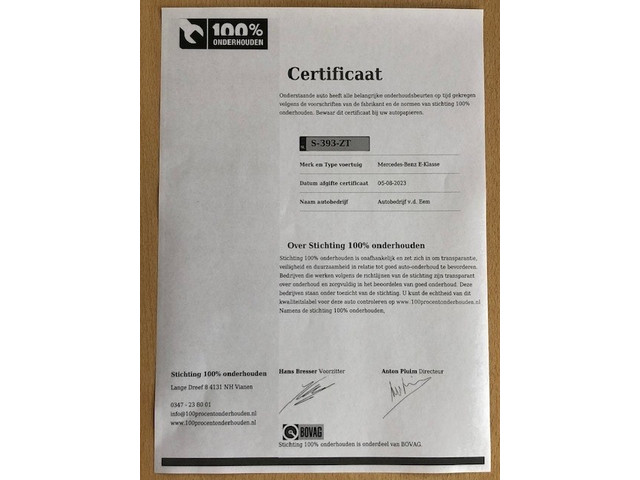 100%
ONDERHOUDEN
Certificaat
Onderstaande auto heeft alle belangrijke onderhoudsbeurten op tijd gekregen
volgens de voorschriften van de fabrikant en de normen van stichting 100%
onderhouden. Bewaar dit certificaat bij uw autopapieren.
S-393-ZT
Merk en Type voertuig Mercedes-Benz E-Klasse
Datum afgifte certificaat 05-08-2023
Naam autobedrijf Autobedrijf v.d. Eem
Over Stichting 100% onderhouden
Stichting 100% onderhouden is onafhankelijk en zet zich in om transparantie,
veiligheid en duurzaamheid in relatie tot goed auto-onderhoud te bevorderen.
Bedrijven die werken volgens de richtlijnen van de stichting zijn transparant
over onderhoud en zorgvuldig in het beoordelen van goed onderhoud. Deze
bedrijven staan onder toezicht van de stichting. U kunt de echtheid van dit
kwaliteitslabel voor deze auto controleren op www.100procentonderhouden.nl
Namens de stichting 100% onderhouden,
Hans Bresser Voorzitter Anton Pluim Directeur
Stichting 100% onderhouden
Lange Dreef 8 4131 NH Vianen
0347 - 23 80 01
info@100procentonderhouden.nl
www.100procentonderhouden.nl
BOVAG
Stichting 100% onderhouden is onderdeel van BOVAG.